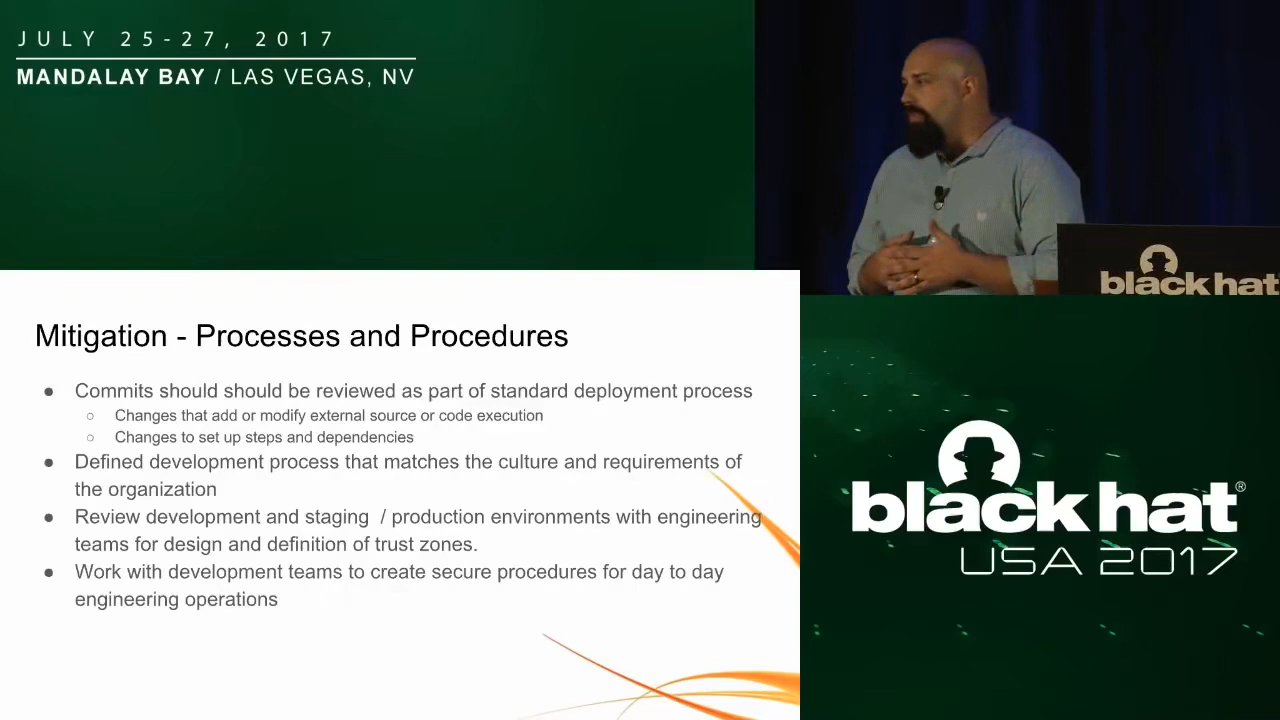 JULY 25-27, 2017
MANDALAY BAY / LAS VEGAS, NV
black hat
Mitigation - Processes and Procedures
● Commits should should be reviewed as part of standard deployment process
○ Changes that add or modify external source or code execution
○ Changes to set up steps and dependencies
● Defined development process that matches the culture and requirements of
the organization
● Review development and staging / production environments with engineering
teams for design and definition of trust zones.
● Work with development teams to create secure procedures for day to day
engineering operations
black hat®
USA 2017